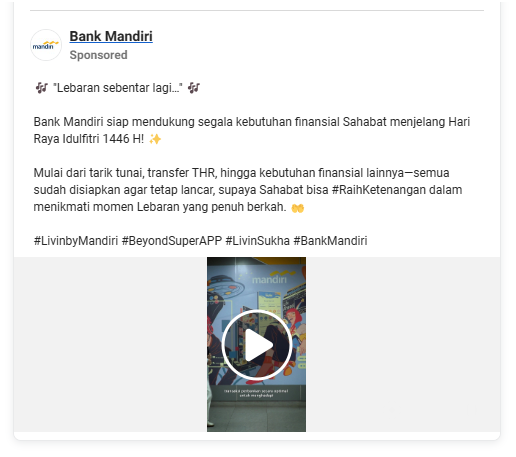 mandiri
Bank Mandiri
Sponsored
🎶 "Lebaran sebentar lagi…" 🎶
Bank Mandiri siap mendukung segala kebutuhan finansial Sahabat menjelang Hari
Raya Idulfitri 1446 H! ✨
Mulai dari tarik tunai, transfer THR, hingga kebutuhan finansial lainnya—semua
sudah disiapkan agar tetap lancar, supaya Sahabat bisa #RaihKetenangan dalam
menikmati momen Lebaran yang penuh berkah. 🤲
#LivinbyMandiri #BeyondSuperAPP #LivinSukha #BankMandiri
mandiri
untuk menghadapi